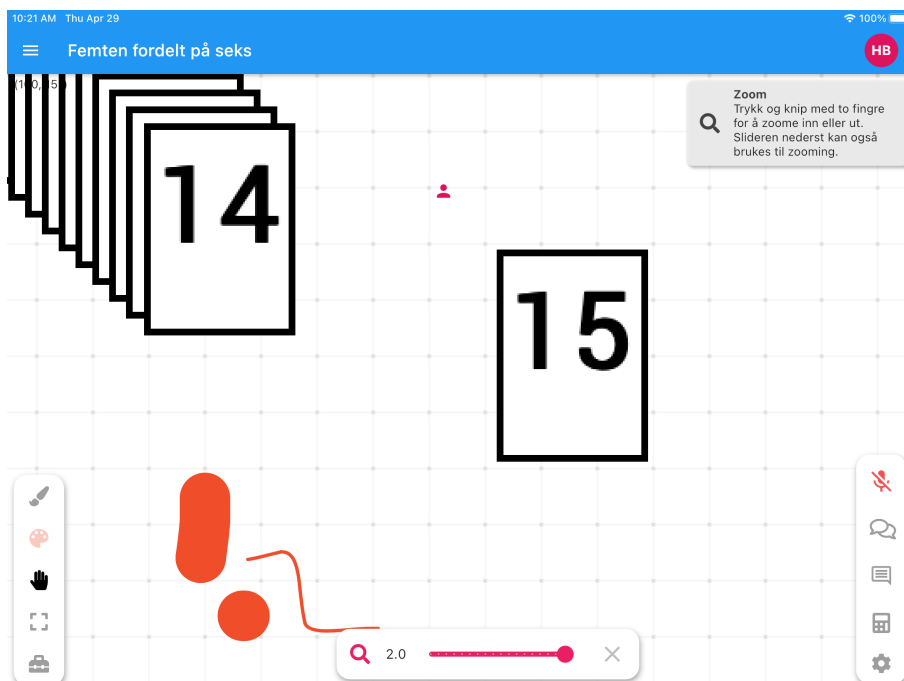 10:21 AM Thu Apr 29
100%
Femten fordelt på seks
HB
Zoom
Trykk og knip med to fingre
for å zoome inn eller ut.
Slideren nederst kan også
brukes til zooming.
14
15
2.0